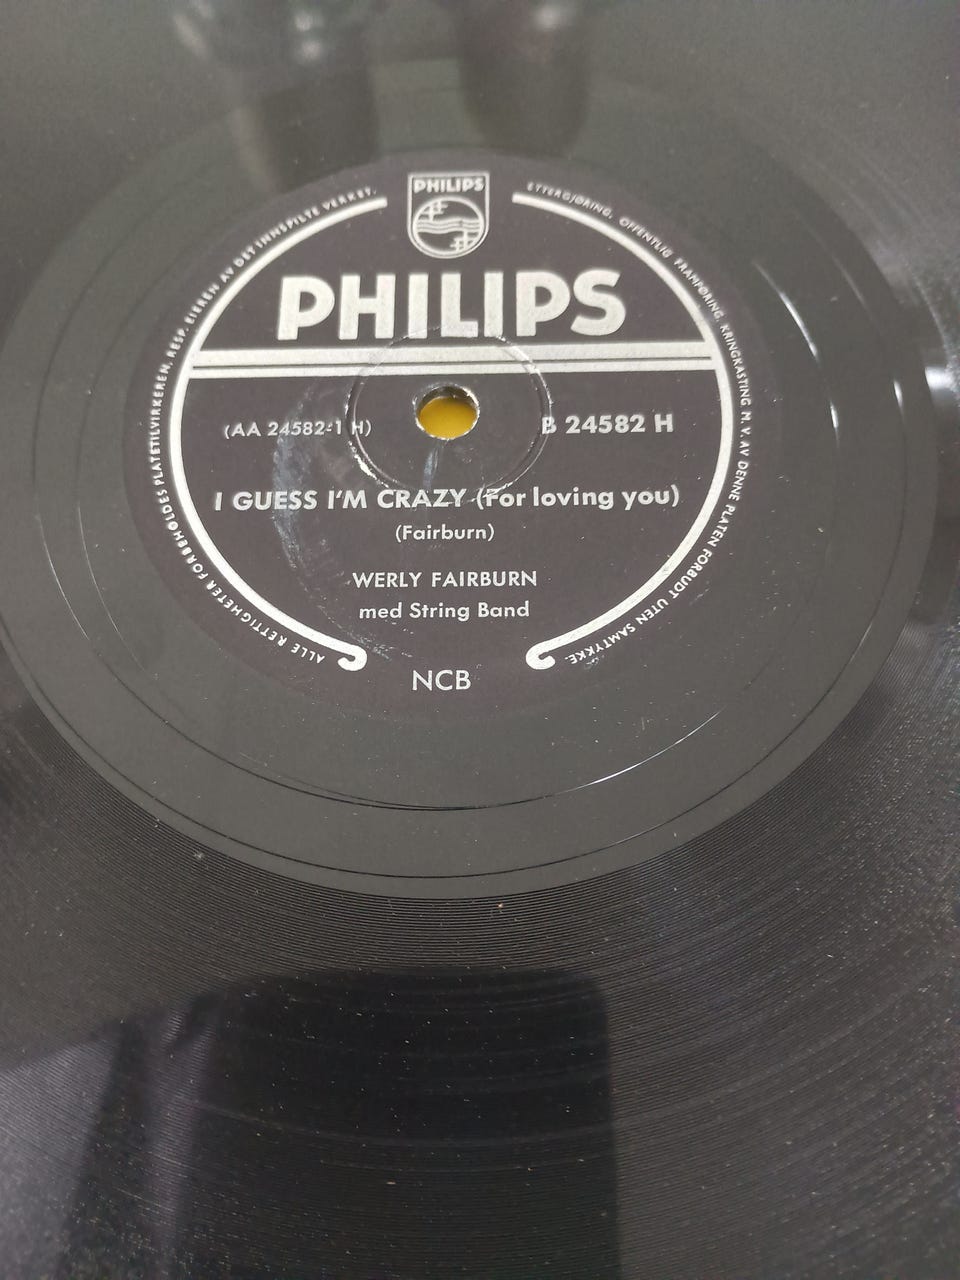 PHILIPS
PHILIPS
ALLE RETTIGHETER FORBEHOLDES PLATETILVIRKEREN, RESP. EIEREN AV DET INNSPILTE VERKET.
ETTERGJØRING, OFFENTLIG FRAMFØRING, KRINGKASTING M. V. AV DENNE PLATEN FORBUDT UTEN SAMTYKKE.
(AA 24582-1 H)
B 24582 H
I GUESS I'M CRAZY (For loving you)
(Fairburn)
WERLY FAIRBURN
med String Band
NCB